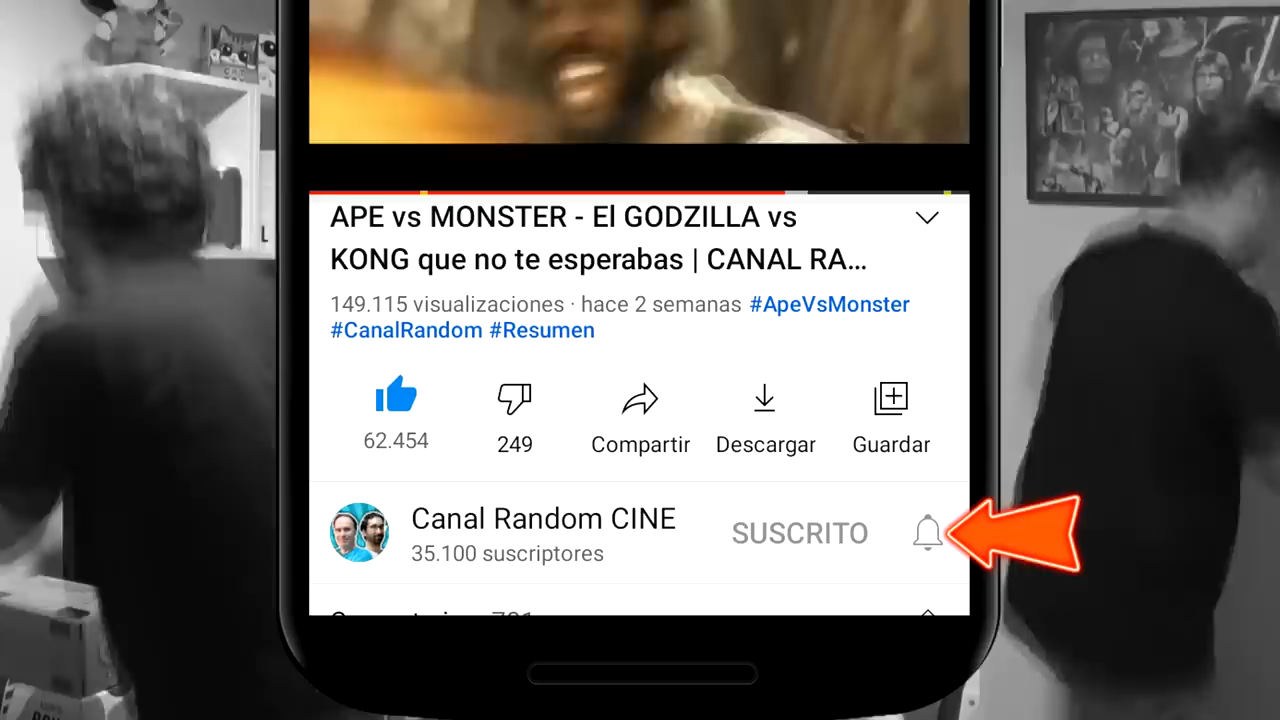 APE vs MONSTER - El GODZILLA vs
KONG que no te esperabas | CANAL RA...
149.115 visualizaciones · hace 2 semanas #ApeVsMonster
#CanalRandom #Resumen
62.454
249
Compartir
Descargar
Guardar
Canal Random CINE
SUSCRITO
35.100 suscriptores